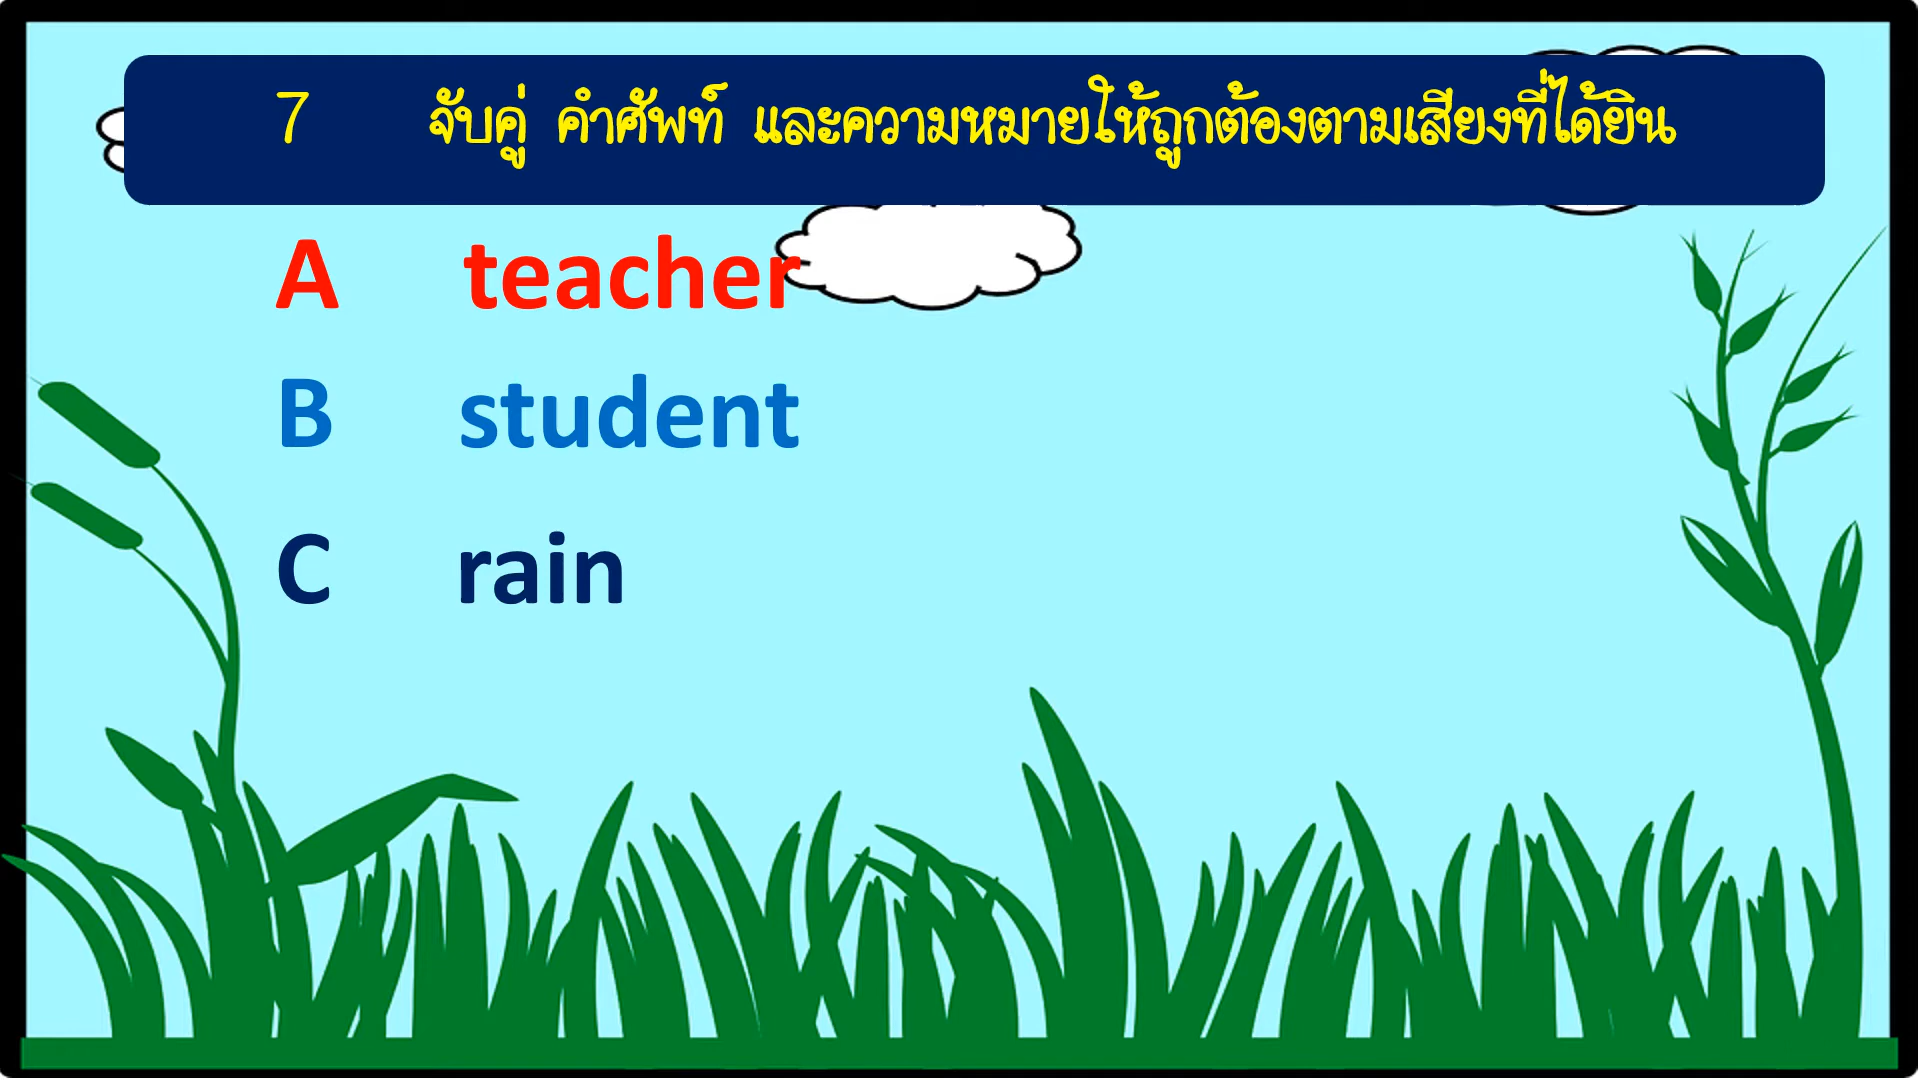 7 จับคู่ คำศัพท์ และความหมายให้ถูกต้องตามเสียงที่ได้ยิน
A teacher
B student
C rain